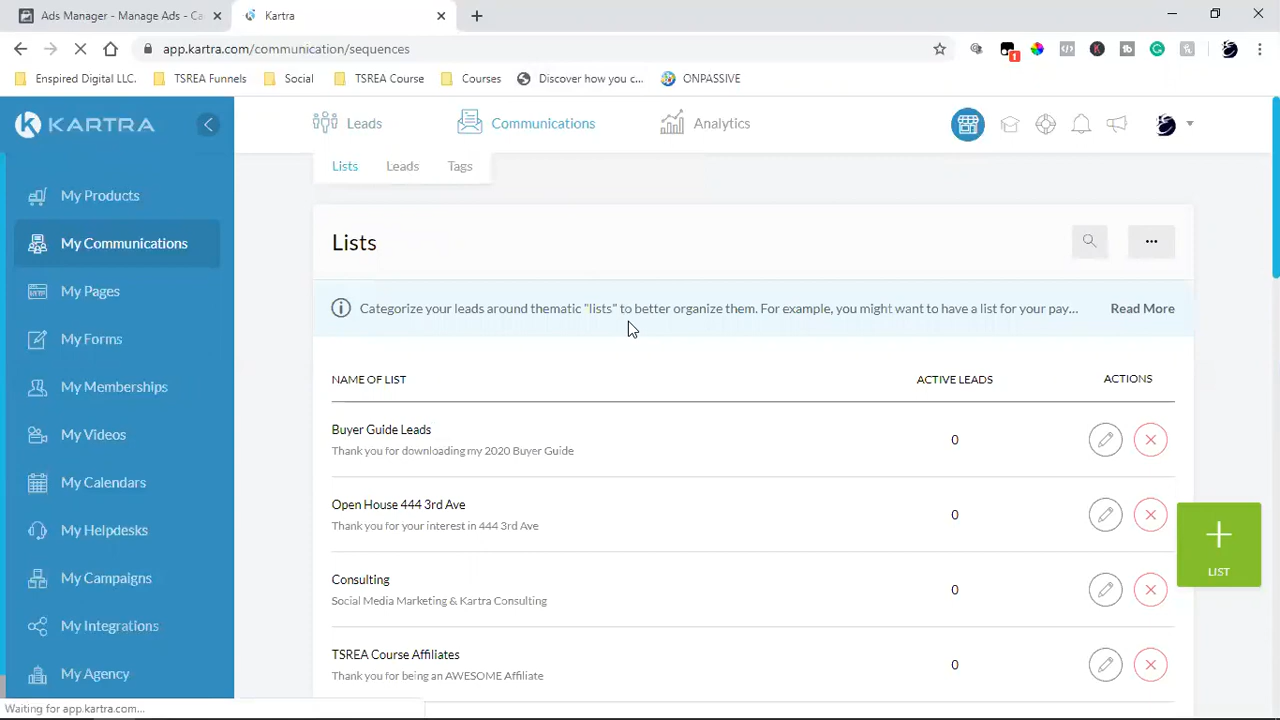 Ads Manager - Manage Ads - Ca
Kartra
app.kartra.com/communication/sequences
1
Enspired Digital LLC.
TSREA Funnels
Social
TSREA Course
Courses
Discover how you c...
ONPASSIVE
KARTRA
Leads
Communications
Analytics
Lists
Leads
Tags
My Products
My Communications
My Pages
My Forms
My Memberships
My Videos
My Calendars
My Helpdesks
My Campaigns
My Integrations
My Agency
Lists
Categorize your leads around thematic "lists" to better organize them. For example, you might want to have a list for your pay...
Read More
NAME OF LIST
ACTIVE LEADS
ACTIONS
Buyer Guide Leads
Thank you for downloading my 2020 Buyer Guide
0
Open House 444 3rd Ave
Thank you for your interest in 444 3rd Ave
0
Consulting
Social Media Marketing & Kartra Consulting
0
TSREA Course Affiliates
Thank you for being an AWESOME Affiliate
0
LIST
Waiting for app.kartra.com...